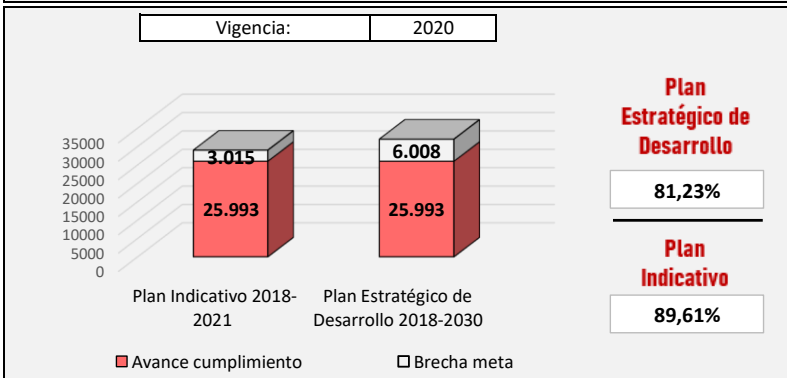 Vigencia: 2020
35000
30000
25000
20000
15000
10000
5000
0
3.015
25.993
6.008
25.993
Plan Indicativo 2018-
2021
Plan Estratégico de
Desarrollo 2018-2030
Avance cumplimiento
Brecha meta
Plan
Estratégico de
Desarrollo
81,23%
Plan
Indicativo
89,61%